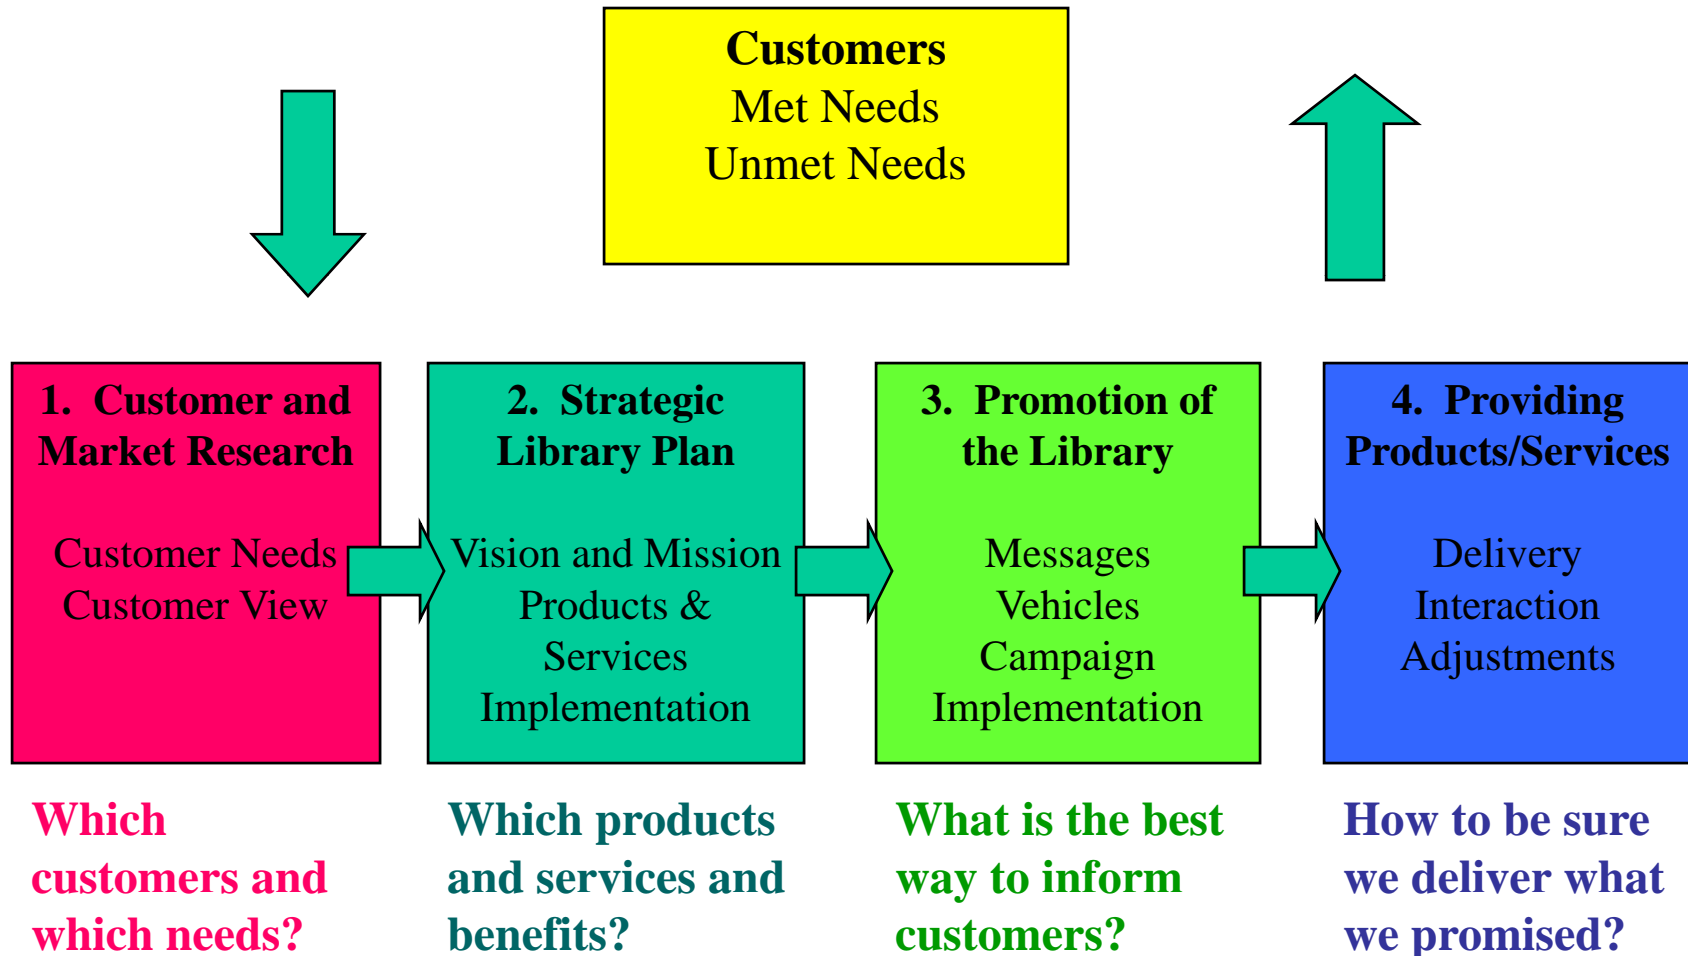 Customers
Met Needs
Unmet Needs
1. Customer and
Market Research
Customer Needs
Customer View
2. Strategic
Library Plan
Vision and Mission
Products &
Services
Implementation
3. Promotion of
the Library
Messages
Vehicles
Campaign
Implementation
4. Providing
Products/Services
Delivery
Interaction
Adjustments
Which
customers and
which needs?
Which products
and services and
benefits?
What is the best
way to inform
customers?
How to be sure
we deliver what
we promised?